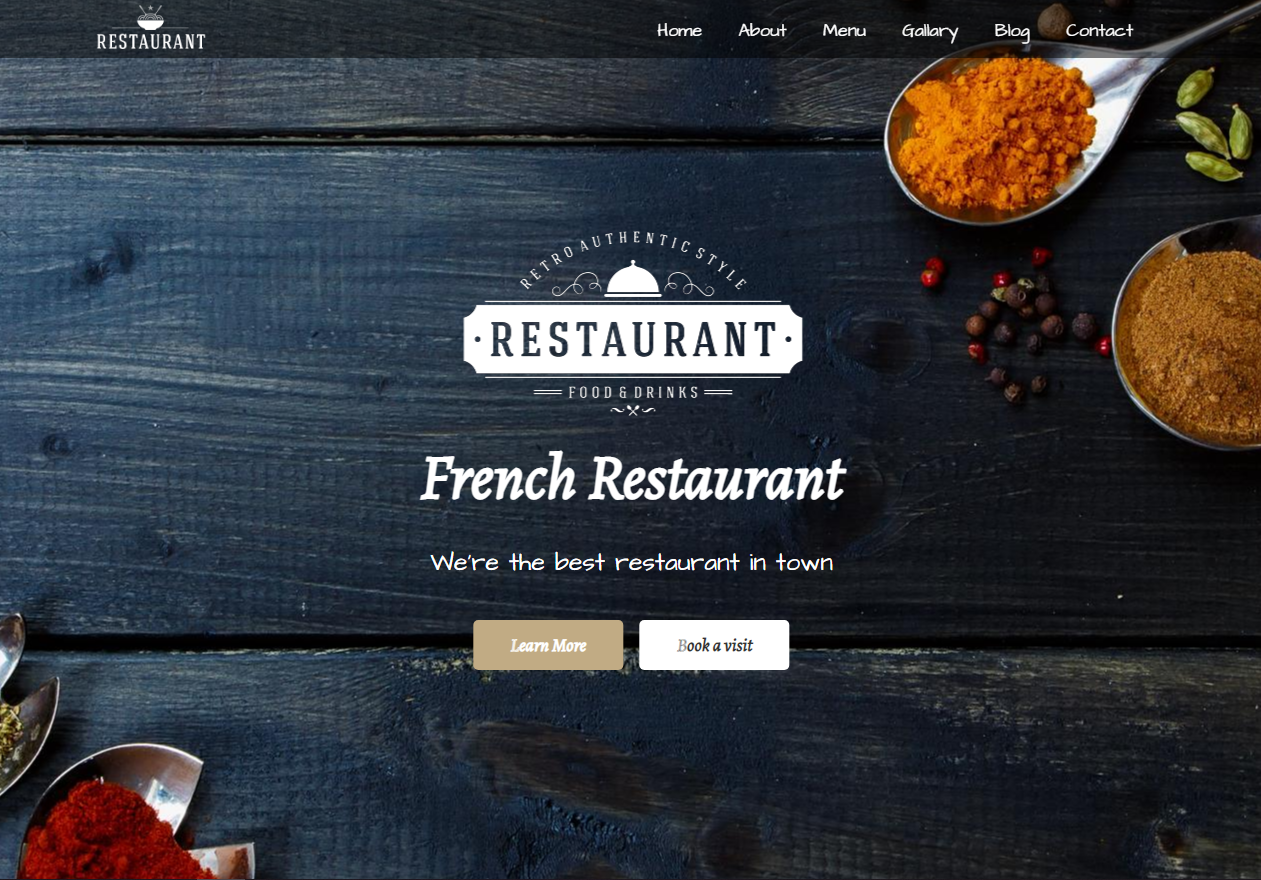 RESTAURANT
Home About Menu Gallary Blog Contact
RETRO AUTHENTIC STYLE
· RESTAURANT ·
FOOD & DRINKS
French Restaurant
We're the best restaurant in town
Learn More Book a visit